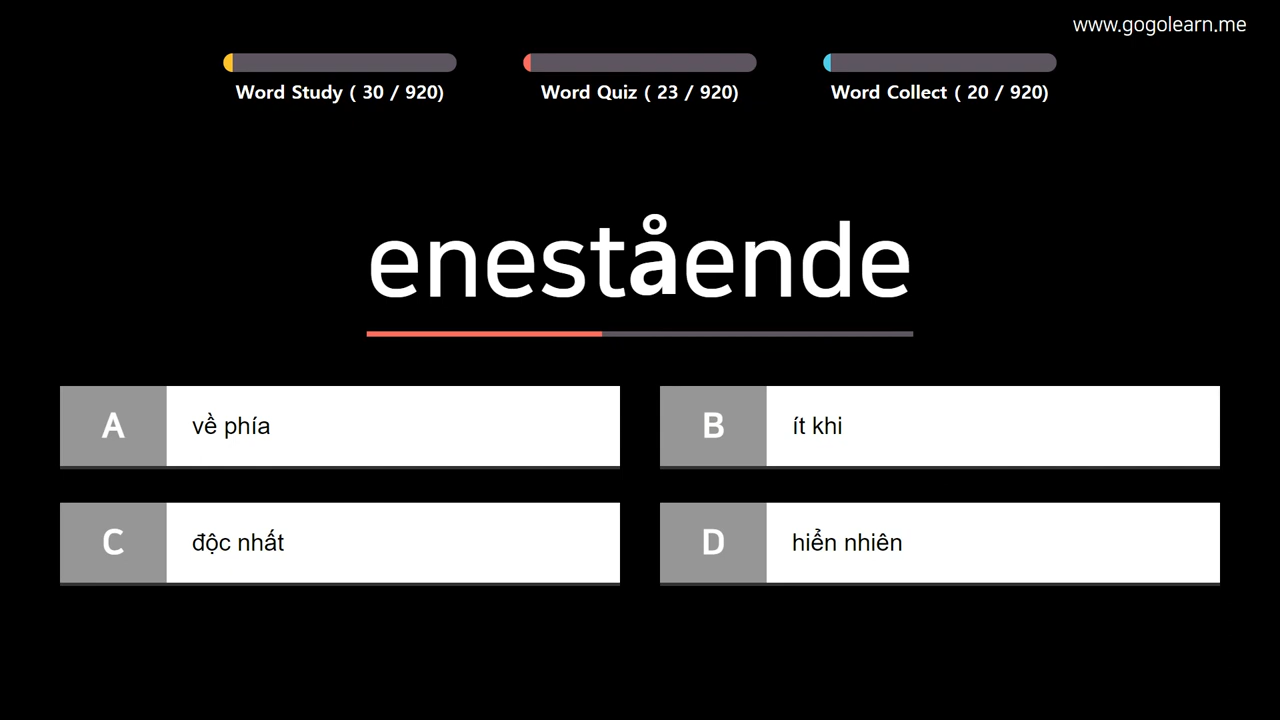 www.gogolearn.me
Word Study ( 30 / 920)
Word Quiz ( 23 / 920)
Word Collect ( 20 / 920)
enestående
A
về phía
B
ít khi
C
độc nhất
D
hiển nhiên